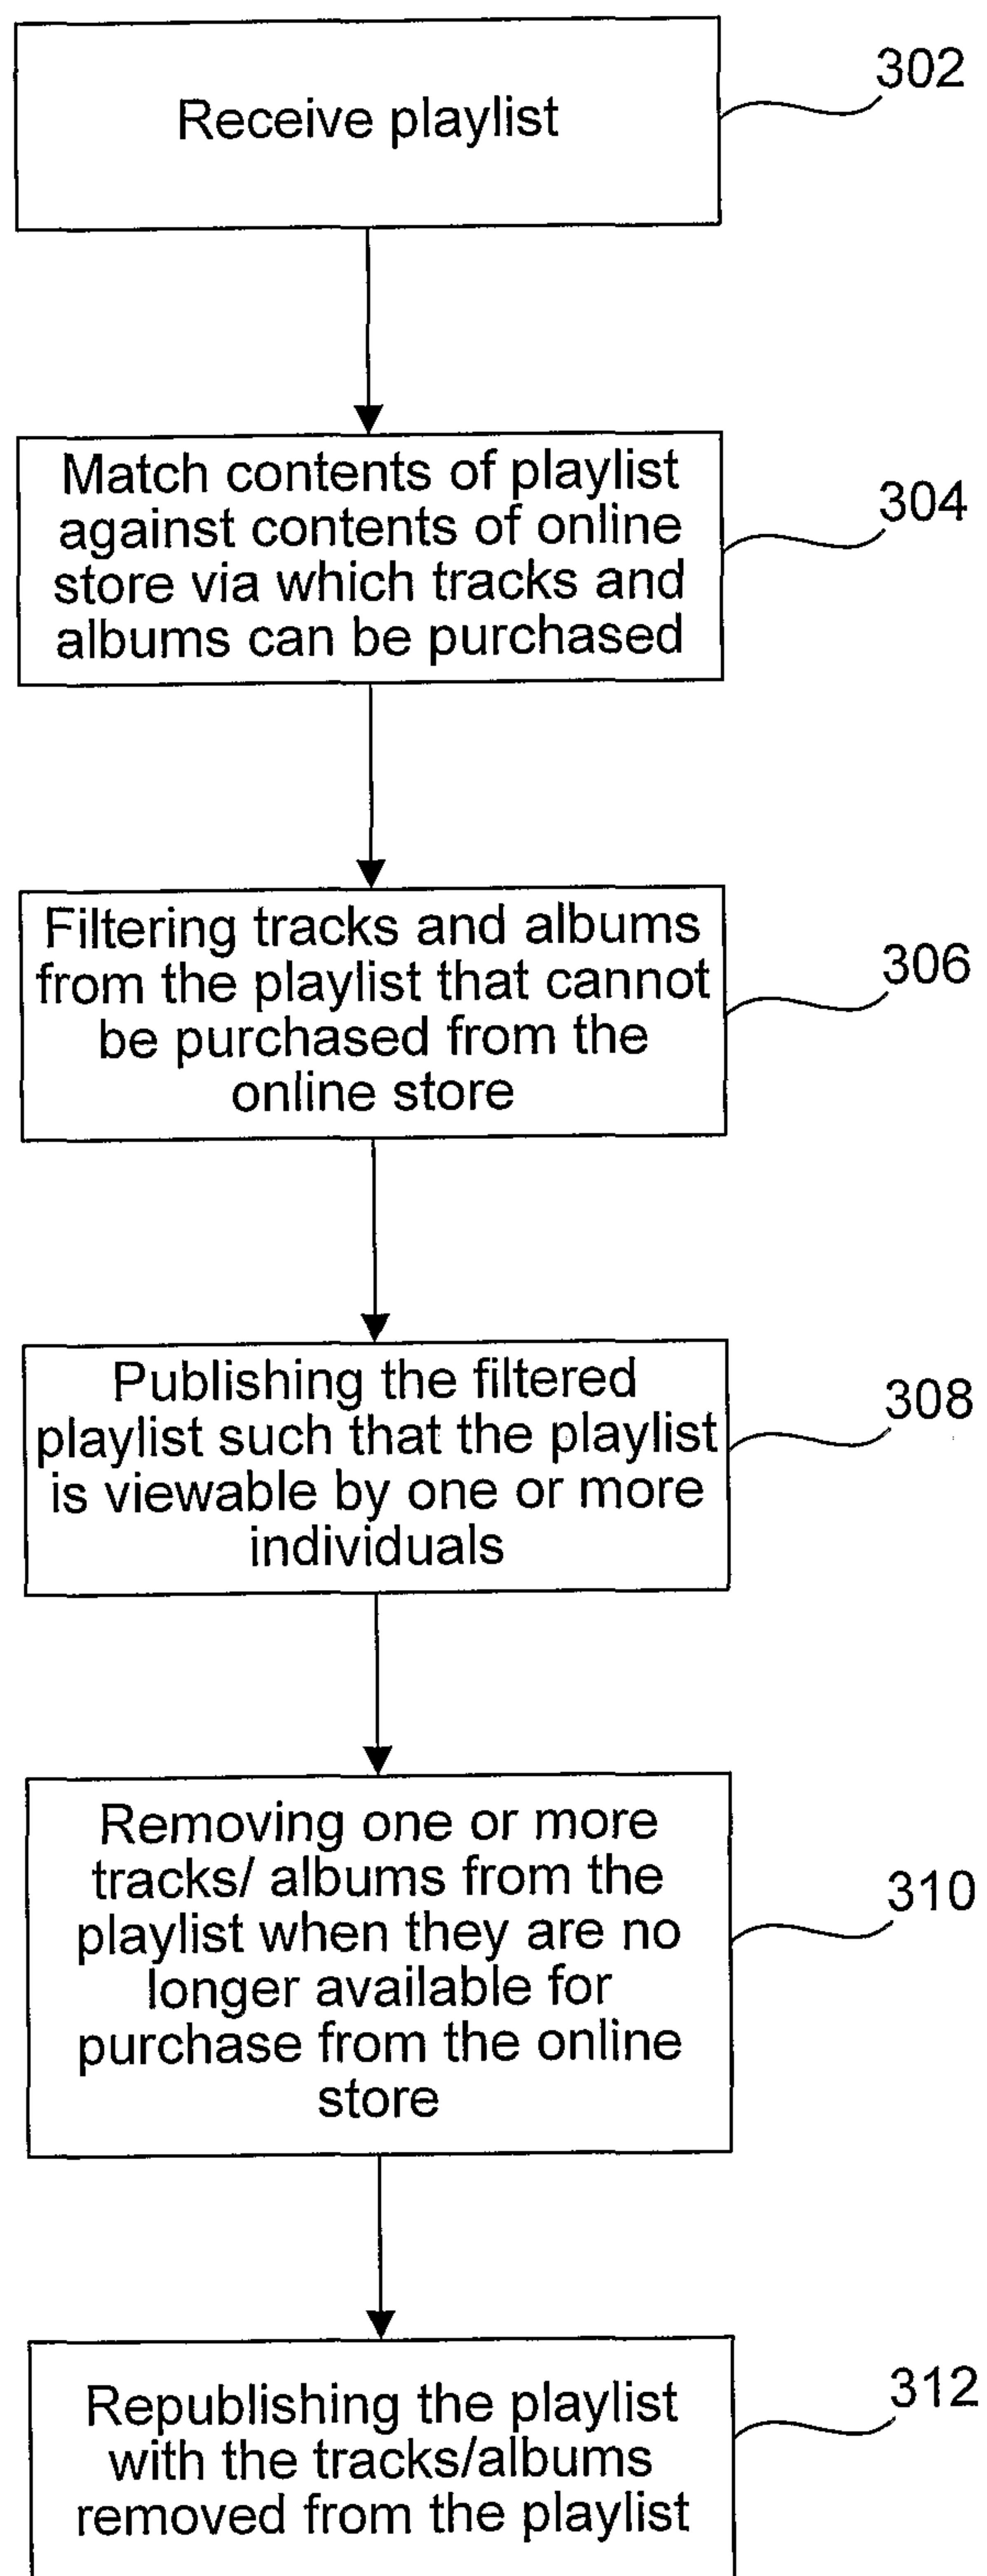 302
Receive playlist
Match contents of playlist
against contents of online
store via which tracks and
albums can be purchased
304
Filtering tracks and albums
from the playlist that cannot
be purchased from the
online store
306
Publishing the filtered
playlist such that the playlist
is viewable by one or more
individuals
308
Removing one or more
tracks/ albums from the
playlist when they are no
longer available for
purchase from the online
store
310
Republishing the playlist
with the tracks/albums
removed from the playlist
312